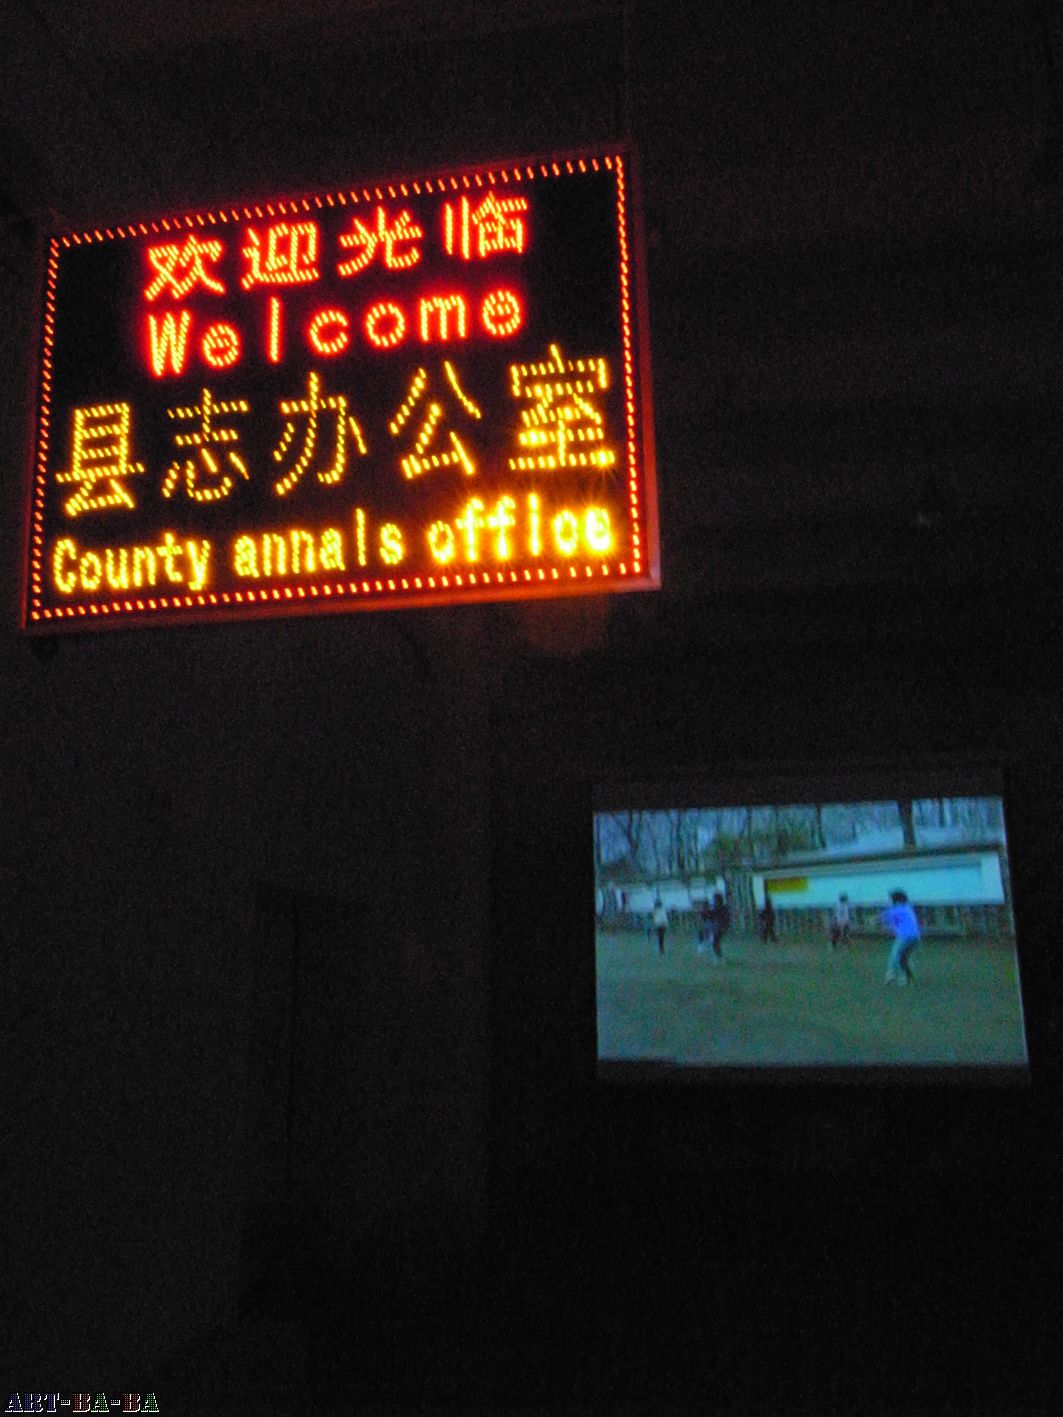 欢迎光临
Welcome
县志办公室
County annals office
ART-BA-BA